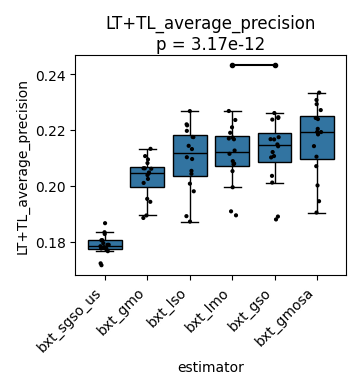 LT+TL_average_precision
p = 3.17e-12
LT+TL_average_precision
0.24
0.22
0.20
0.18
bxt_sgso_us
bxt_gmo
bxt_lso
bxt_lmo
bxt_gso
bxt_gmosa
estimator